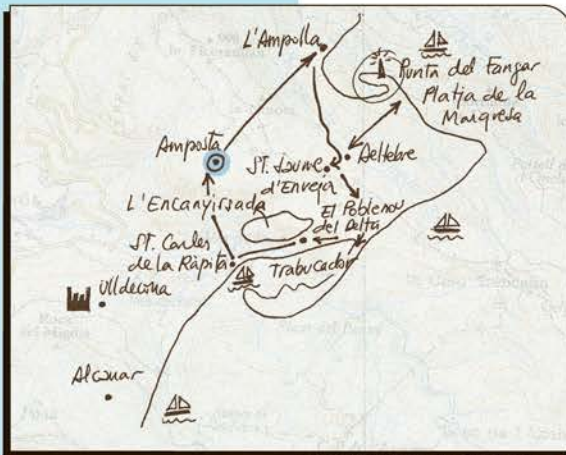 L'Ampolla
Punta del Fangar
Platja de la
Marquesa
Amposta
St. Jaume
d'Enveja
Deltebre
L'Encanyissada
El Poblenou
del Delta
St. Carles
de la Ràpita
Trabucador
Ulldecona
Alcanar